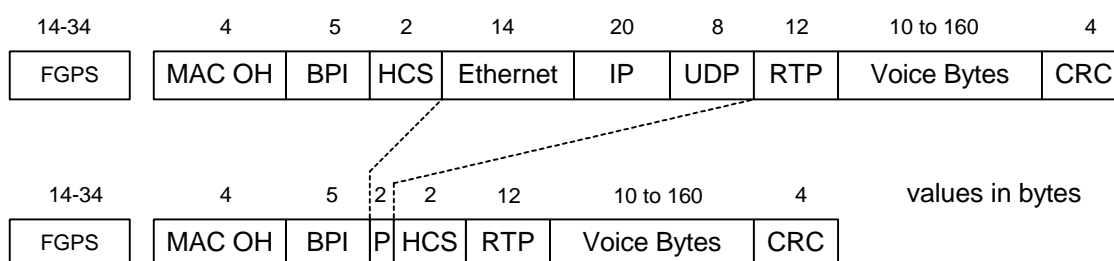 14-34 4 5 2 14 20 8 12 10 to 160 4
FGPS MAC OH BPI HCS Ethernet IP UDP RTP Voice Bytes CRC
14-34 4 5 2 2 12 10 to 160 4 values in bytes
FGPS MAC OH BPI P HCS RTP Voice Bytes CRC